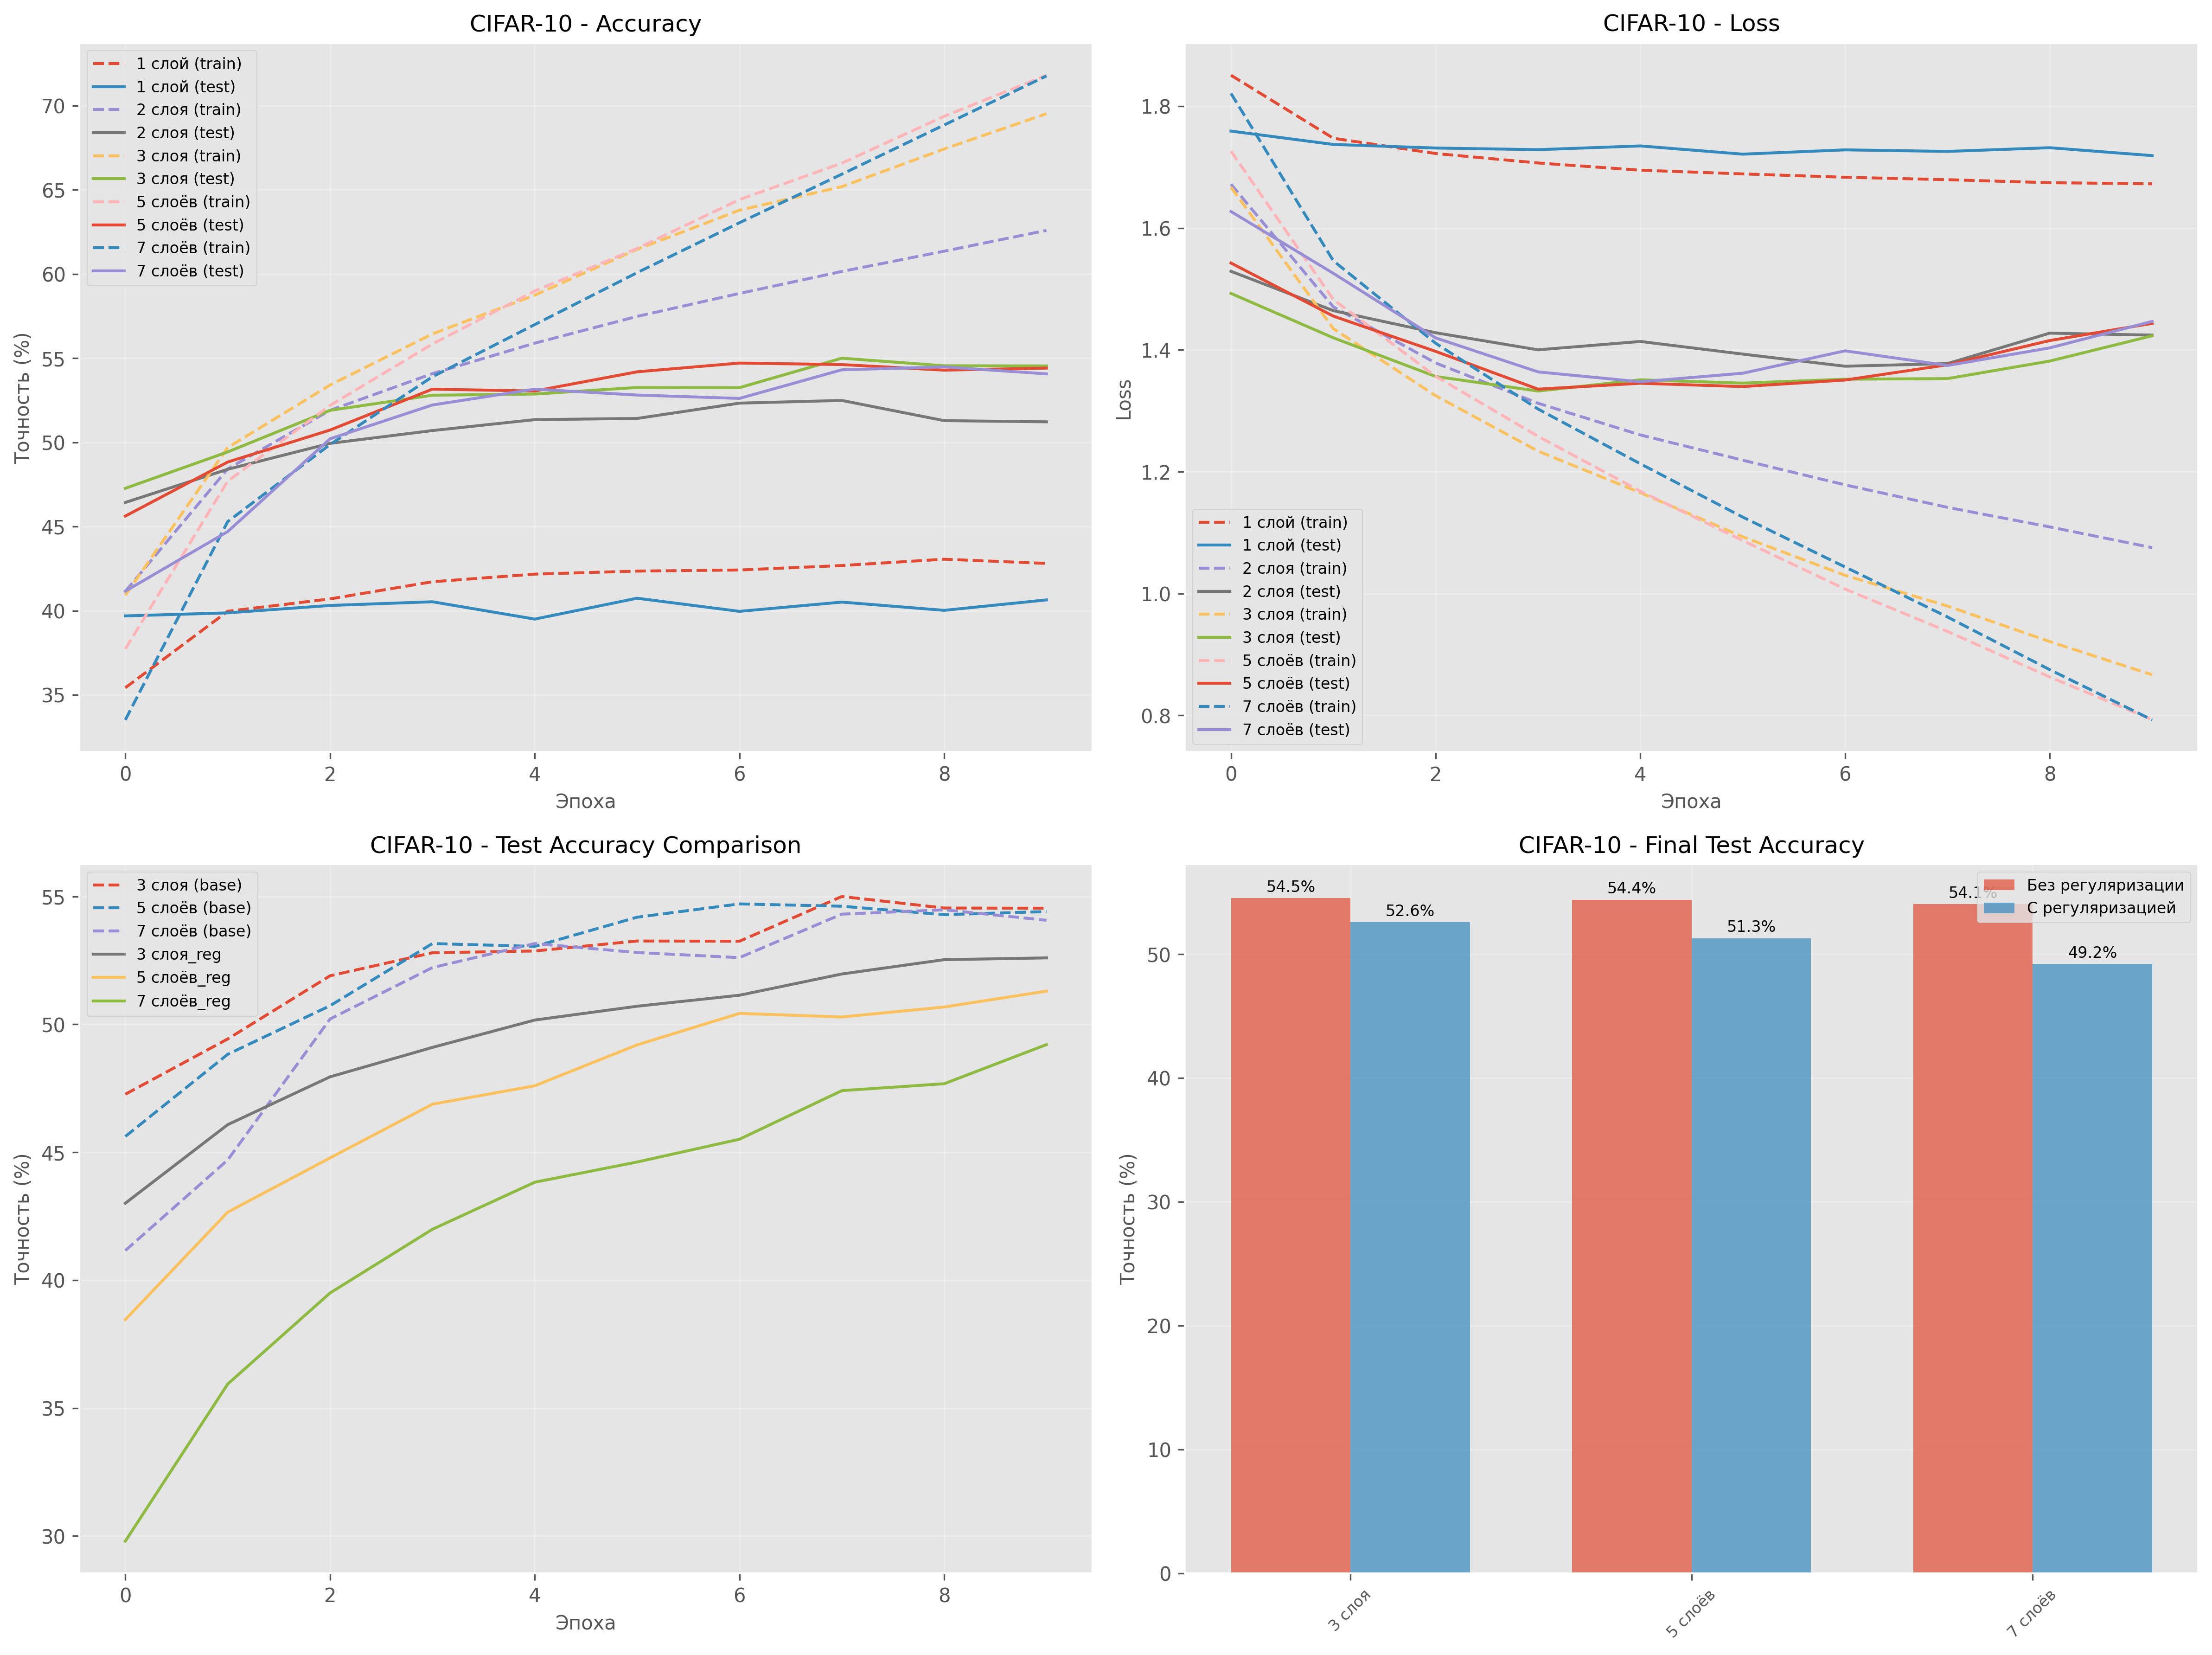 CIFAR-10 - Accuracy
1 слой (train)
1 слой (test)
2 слоя (train)
2 слоя (test)
3 слоя (train)
3 слоя (test)
5 слоёв (train)
5 слоёв (test)
7 слоёв (train)
7 слоёв (test)
Точность (%)
70
65
60
55
50
45
40
35
0 2 4 6 8
Эпоха
CIFAR-10 - Loss
Loss
1.8
1.6
1.4
1.2
1.0
0.8
1 слой (train)
1 слой (test)
2 слоя (train)
2 слоя (test)
3 слоя (train)
3 слоя (test)
5 слоёв (train)
5 слоёв (test)
7 слоёв (train)
7 слоёв (test)
0 2 4 6 8
Эпоха
CIFAR-10 - Test Accuracy Comparison
3 слоя (base)
5 слоёв (base)
7 слоёв (base)
3 слоя_reg
5 слоёв_reg
7 слоёв_reg
Точность (%)
55
50
45
40
35
30
0 2 4 6 8
Эпоха
CIFAR-10 - Final Test Accuracy
Без регуляризации
С регуляризацией
54.5%
52.6%
54.4%
51.3%
54.1%
49.2%
Точность (%)
50
40
30
20
10
0
3 слоя
5 слоёв
7 слоёв